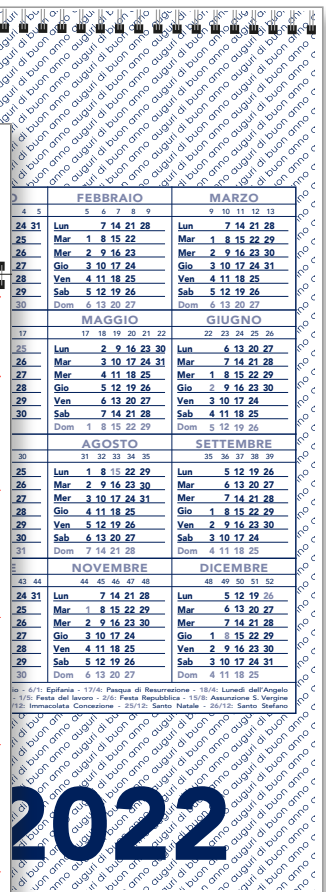 auguri di buon anno auguri di buon anno auguri di buon anno
O FEBBRAIO MARZO
4 5 5 6 7 8 9 9 10 11 12 13
24 31 Lun 7 14 21 28 Lun 7 14 21 28
25 Mar 1 8 15 22 Mar 1 8 15 22 29
26 Mer 2 9 16 23 Mer 2 9 16 23 30
27 Gio 3 10 17 24 Gio 3 10 17 24 31
28 Ven 4 11 18 25 Ven 4 11 18 25
29 Sab 5 12 19 26 Sab 5 12 19 26
30 Dom 6 13 20 27 Dom 6 13 20 27
MAGGIO GIUGNO
17 17 18 19 20 21 22 22 23 24 25 26
25 Lun 2 9 16 23 30 Lun 6 13 20 27
26 Mar 3 10 17 24 31 Mar 7 14 21 28
27 Mer 4 11 18 25 Mer 1 8 15 22 29
28 Gio 5 12 19 26 Gio 2 9 16 23 30
29 Ven 6 13 20 27 Ven 3 10 17 24
30 Sab 7 14 21 28 Sab 4 11 18 25
Dom 1 8 15 22 29 Dom 5 12 19 26
AGOSTO SETTEMBRE
30 31 32 33 34 35 35 36 37 38 39
25 Lun 1 8 15 22 29 Lun 5 12 19 26
26 Mar 2 9 16 23 30 Mar 6 13 20 27
27 Mer 3 10 17 24 31 Mer 7 14 21 28
28 Gio 4 11 18 25 Gio 1 8 15 22 29
29 Ven 5 12 19 26 Ven 2 9 16 23 30
30 Sab 6 13 20 27 Sab 3 10 17 24
31 Dom 7 14 21 28 Dom 4 11 18 25
E NOVEMBRE DICEMBRE
43 44 44 45 46 47 48 48 49 50 51 52
24 31 Lun 7 14 21 28 Lun 5 12 19 26
25 Mar 1 8 15 22 29 Mar 6 13 20 27
26 Mer 2 9 16 23 30 Mer 7 14 21 28
27 Gio 3 10 17 24 Gio 1 8 15 22 29
28 Ven 4 11 18 25 Ven 2 9 16 23 30
29 Sab 5 12 19 26 Sab 3 10 17 24 31
30 Dom 6 13 20 27 Dom 4 11 18 25
o - 6/1: Epifania - 17/4: Pasqua di Resurrezione - 18/4: Lunedì dell'Angelo
- 1/5: Festa del lavoro - 2/6: Festa Repubblica - 15/8: Assunzione S. Vergine
/12: Immacolata Concezione - 25/12: Santo Natale - 26/12: Santo Stefano
2022